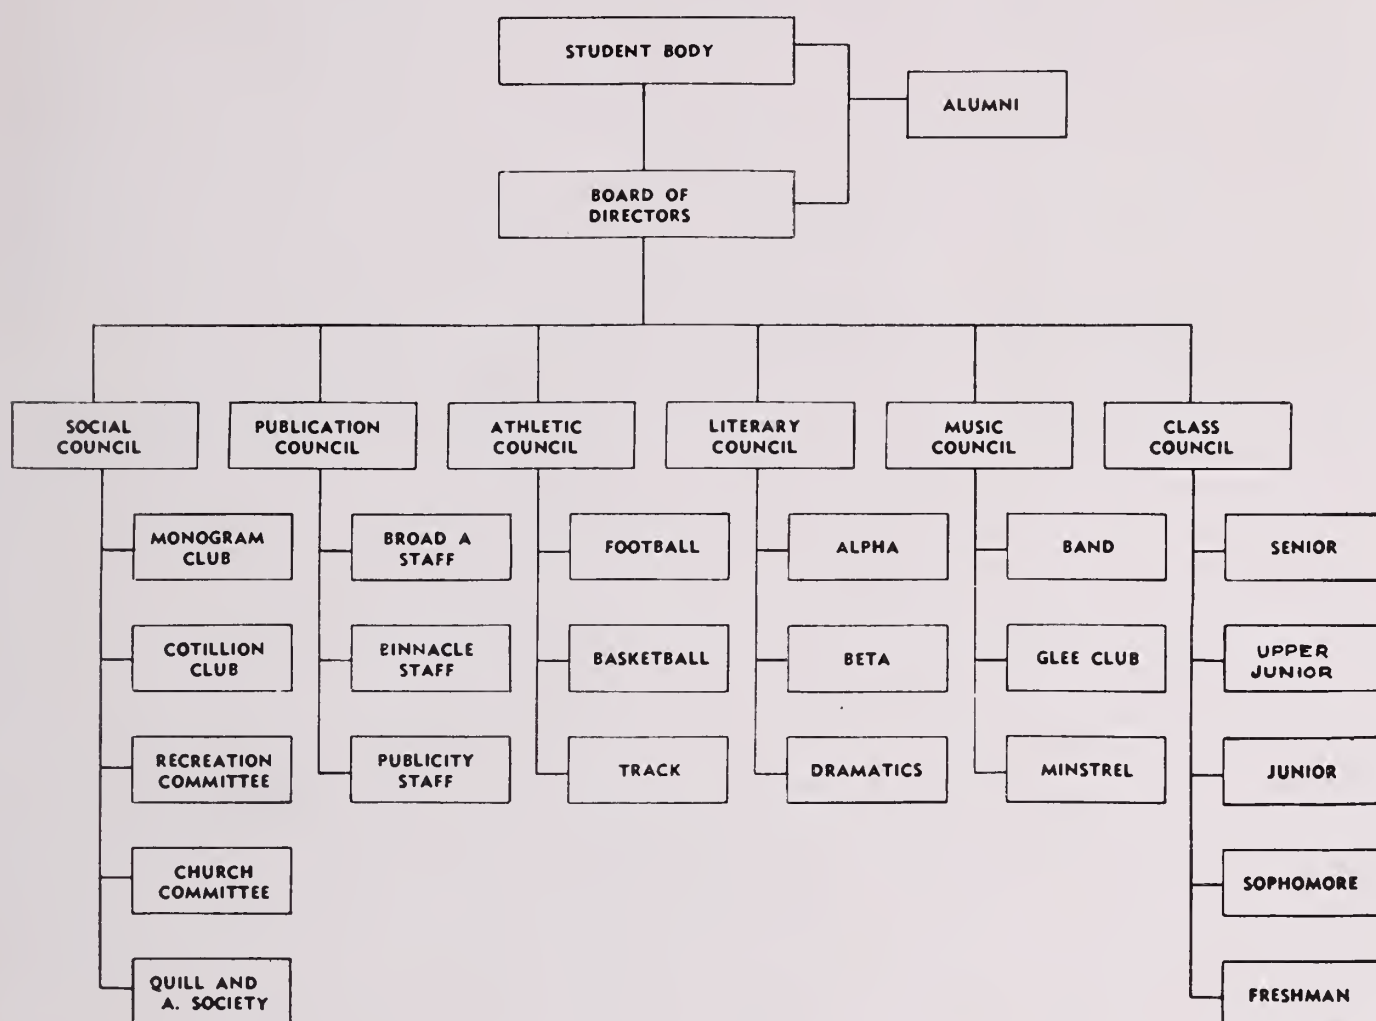 STUDENT BODY
ALUMNI
BOARD OF
DIRECTORS
SOCIAL
COUNCIL
PUBLICATION
COUNCIL
ATHLETIC
COUNCIL
LITERARY
COUNCIL
MUSIC
COUNCIL
CLASS
COUNCIL
MONOGRAM
CLUB
COTILLION
CLUB
RECREATION
COMMITTEE
CHURCH
COMMITTEE
QUILL AND
A. SOCIETY
BROAD A
STAFF
BINNACLE
STAFF
PUBLICITY
STAFF
FOOTBALL
BASKETBALL
TRACK
ALPHA
BETA
DRAMATICS
BAND
GLEE CLUB
MINSTREL
SENIOR
UPPER
JUNIOR
JUNIOR
SOPHOMORE
FRESHMAN